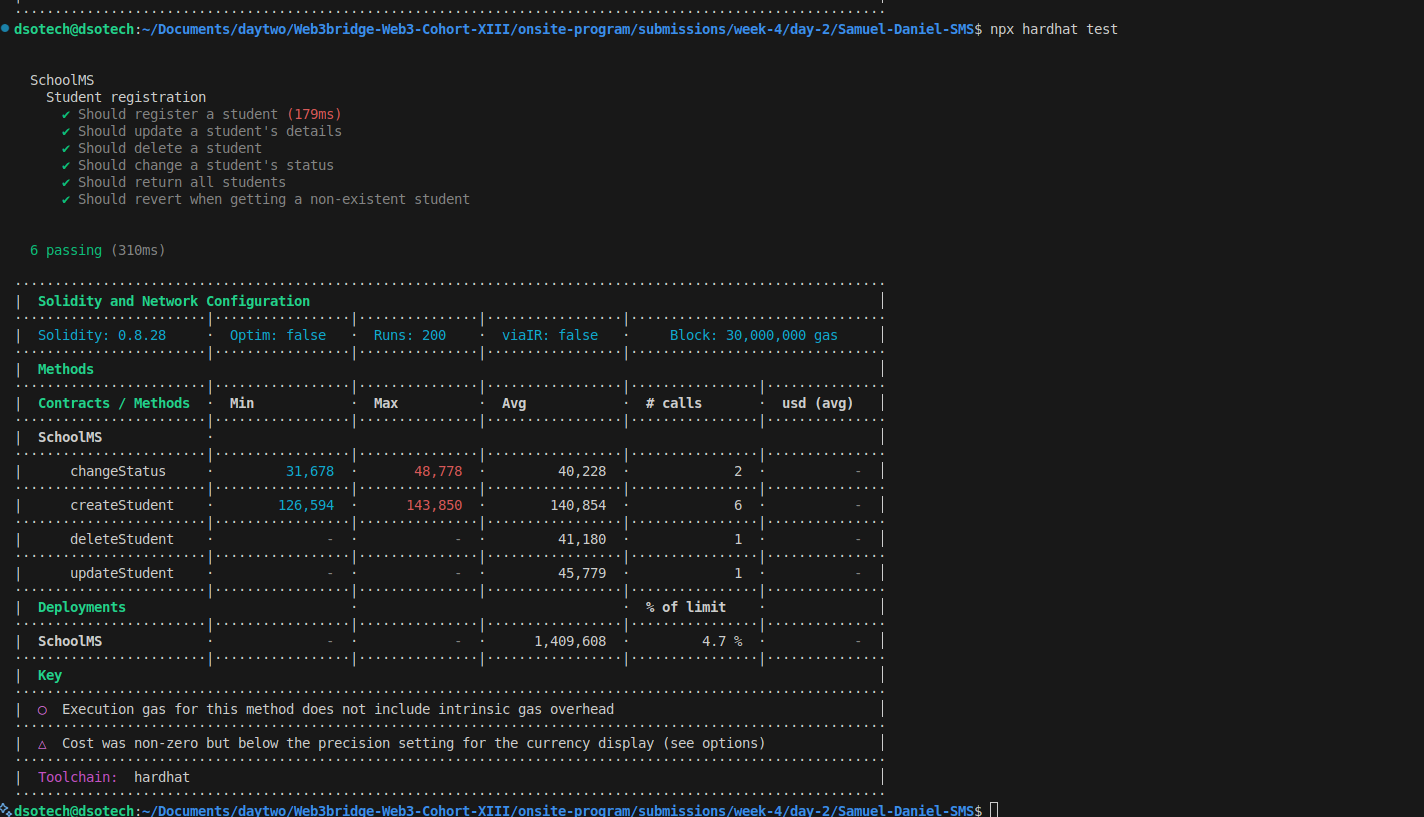 dsotech@dsotech:~/Documents/daytwo/Web3bridge-Web3-Cohort-XIII/onsite-program/submissions/week-4/day-2/Samuel-Daniel-SMS$ npx hardhat test
SchoolMS
Student registration
✔ Should register a student (179ms)
✔ Should update a student's details
✔ Should delete a student
✔ Should change a student's status
✔ Should return all students
✔ Should revert when getting a non-existent student
6 passing (310ms)
| Solidity and Network Configuration |
| Solidity: 0.8.28 · Optim: false · Runs: 200 · viaIR: false · Block: 30,000,000 gas |
| Methods |
| Contracts / Methods · Min · Max · Avg · # calls · usd (avg) |
| SchoolMS · |
| changeStatus · 31,678 · 48,778 · 40,228 · 2 · - |
| createStudent · 126,594 · 143,850 · 140,854 · 6 · - |
| deleteStudent · - · - · 41,180 · 1 · - |
| updateStudent · - · - · 45,779 · 1 · - |
| Deployments · · % of limit · |
| SchoolMS · - · - · 1,409,608 · 4.7 % · - |
| Key |
| ○ Execution gas for this method does not include intrinsic gas overhead |
| △ Cost was non-zero but below the precision setting for the currency display (see options) |
| Toolchain: hardhat |
dsotech@dsotech:~/Documents/daytwo/Web3bridge-Web3-Cohort-XIII/onsite-program/submissions/week-4/day-2/Samuel-Daniel-SMS$